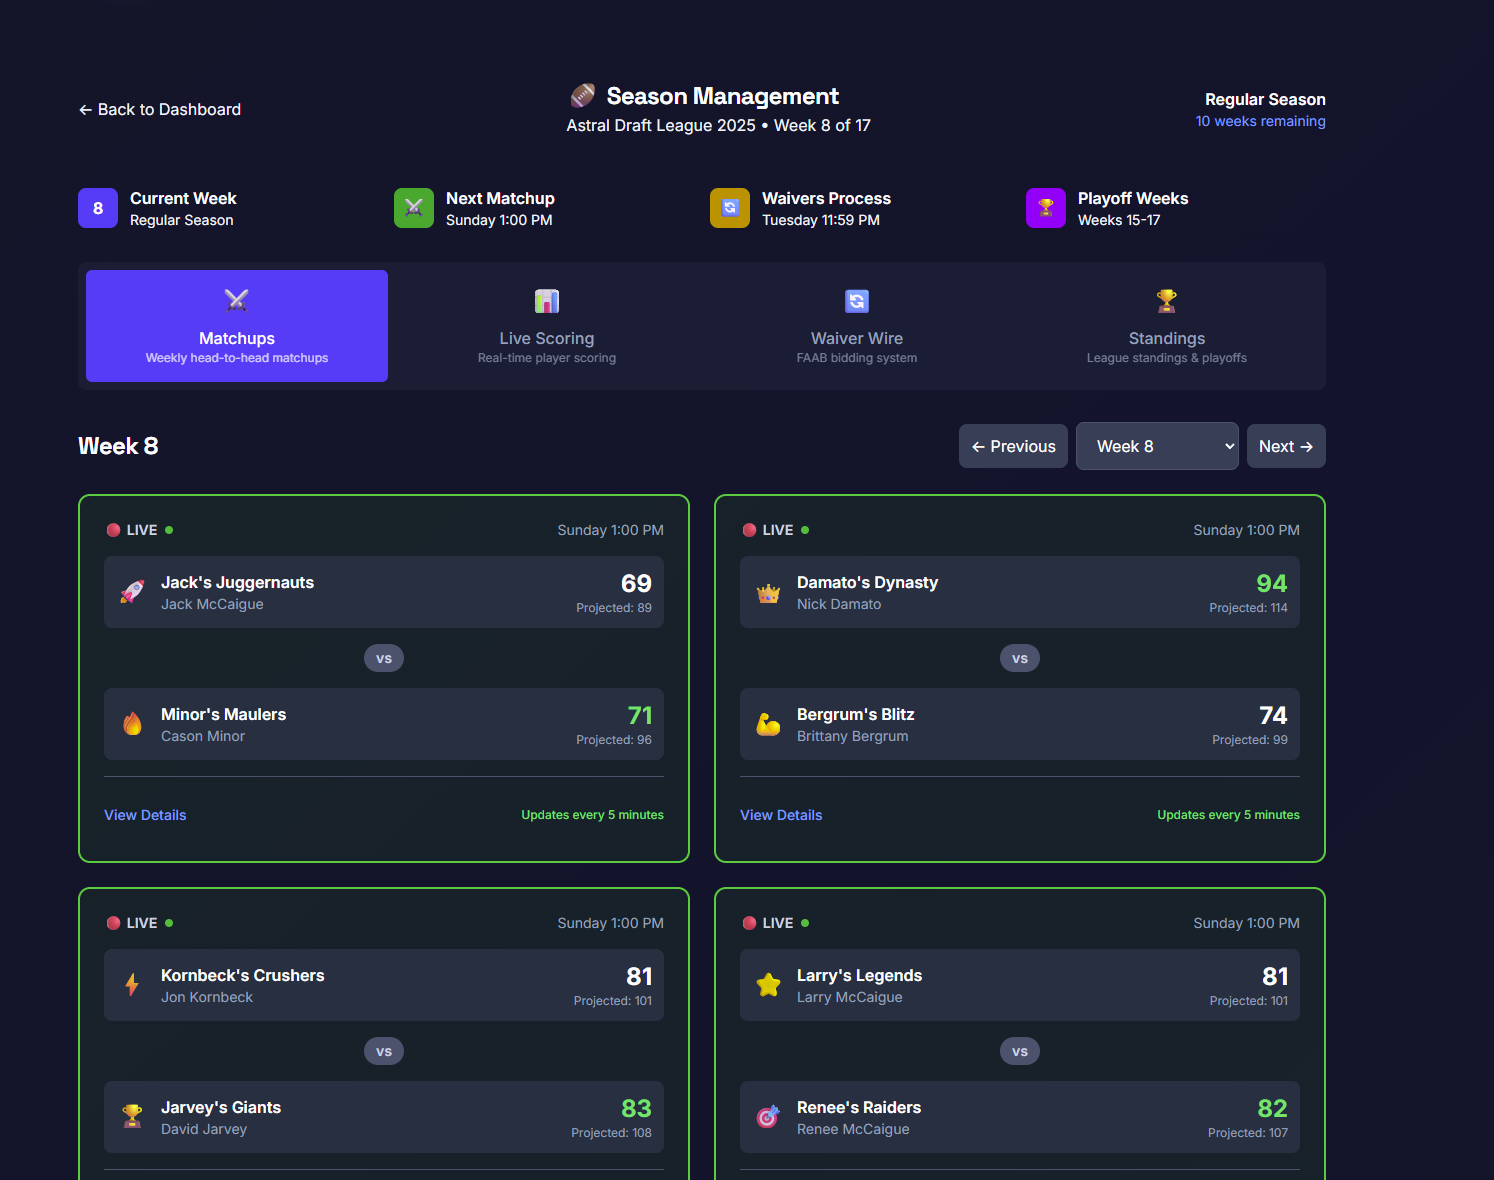 ← Back to Dashboard
🏈 Season Management
Astral Draft League 2025 • Week 8 of 17
Regular Season
10 weeks remaining
8
Current Week
Regular Season
Next Matchup
Sunday 1:00 PM
Waivers Process
Tuesday 11:59 PM
Playoff Weeks
Weeks 15-17
Matchups
Weekly head-to-head matchups
Live Scoring
Real-time player scoring
Waiver Wire
FAAB bidding system
Standings
League standings & playoffs
Week 8
← Previous
Week 8
Next →
LIVE
Sunday 1:00 PM
Jack's Juggernauts
Jack McCaigue
69
Projected: 89
vs
Minor's Maulers
Cason Minor
71
Projected: 96
View Details
Updates every 5 minutes
LIVE
Sunday 1:00 PM
Damato's Dynasty
Nick Damato
94
Projected: 114
vs
Bergrum's Blitz
Brittany Bergrum
74
Projected: 99
View Details
Updates every 5 minutes
LIVE
Sunday 1:00 PM
Kornbeck's Crushers
Jon Kornbeck
81
Projected: 101
vs
Jarvey's Giants
David Jarvey
83
Projected: 108
LIVE
Sunday 1:00 PM
Larry's Legends
Larry McCaigue
81
Projected: 101
vs
Renee's Raiders
Renee McCaigue
82
Projected: 107